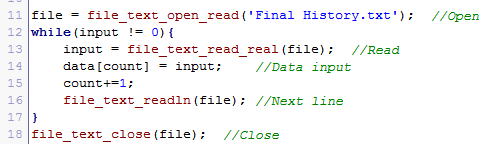 11 file = file_text_open_read('Final History.txt');  //Open
12 while(input != 0){
13     input = file_text_read_real(file);  //Read
14     data[count] = input;    //Data input
15     count+=1;
16     file_text_readln(file); //Next line
17 }
18 file_text_close(file);  //Close